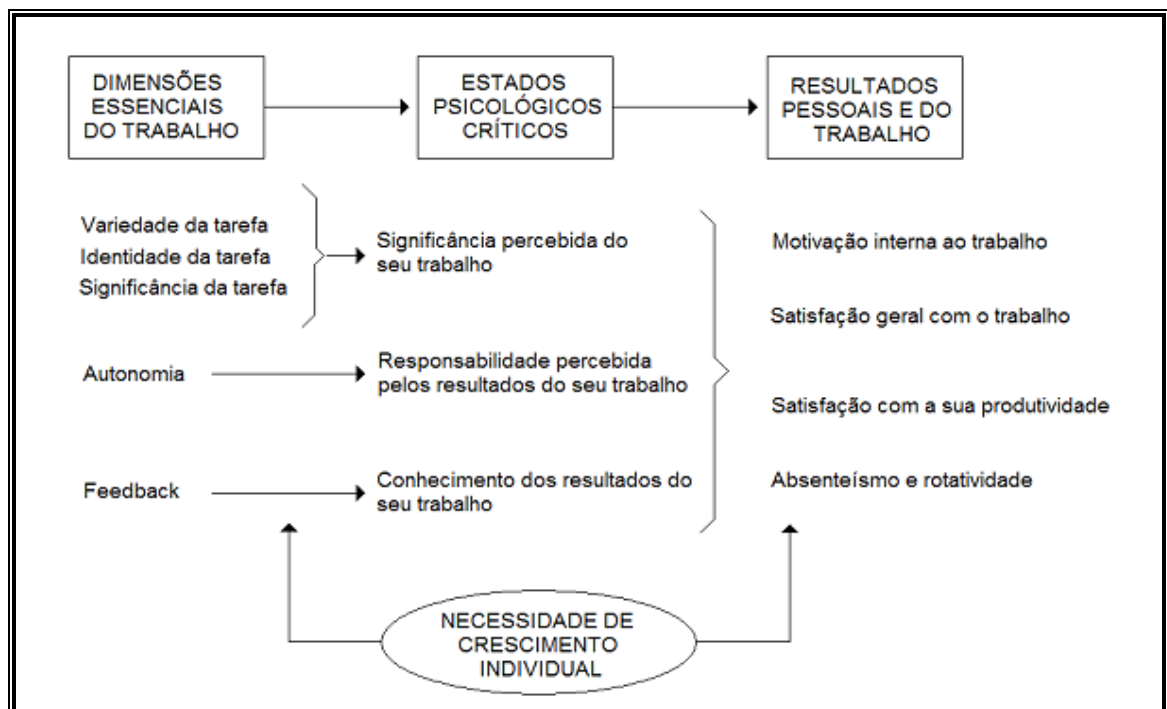 DIMENSÕES
ESSENCIAIS
DO TRABALHO
ESTADOS
PSICOLÓGICOS
CRÍTICOS
RESULTADOS
PESSOAIS E DO
TRABALHO
Variedade da tarefa
Identidade da tarefa
Significância da tarefa
Significância percebida do
seu trabalho
Autonomia
Responsabilidade percebida
pelos resultados do seu trabalho
Feedback
Conhecimento dos resultados do
seu trabalho
Motivação interna ao trabalho
Satisfação geral com o trabalho
Satisfação com a sua produtividade
Absenteísmo e rotatividade
NECESSIDADE DE
CRESCIMENTO
INDIVIDUAL